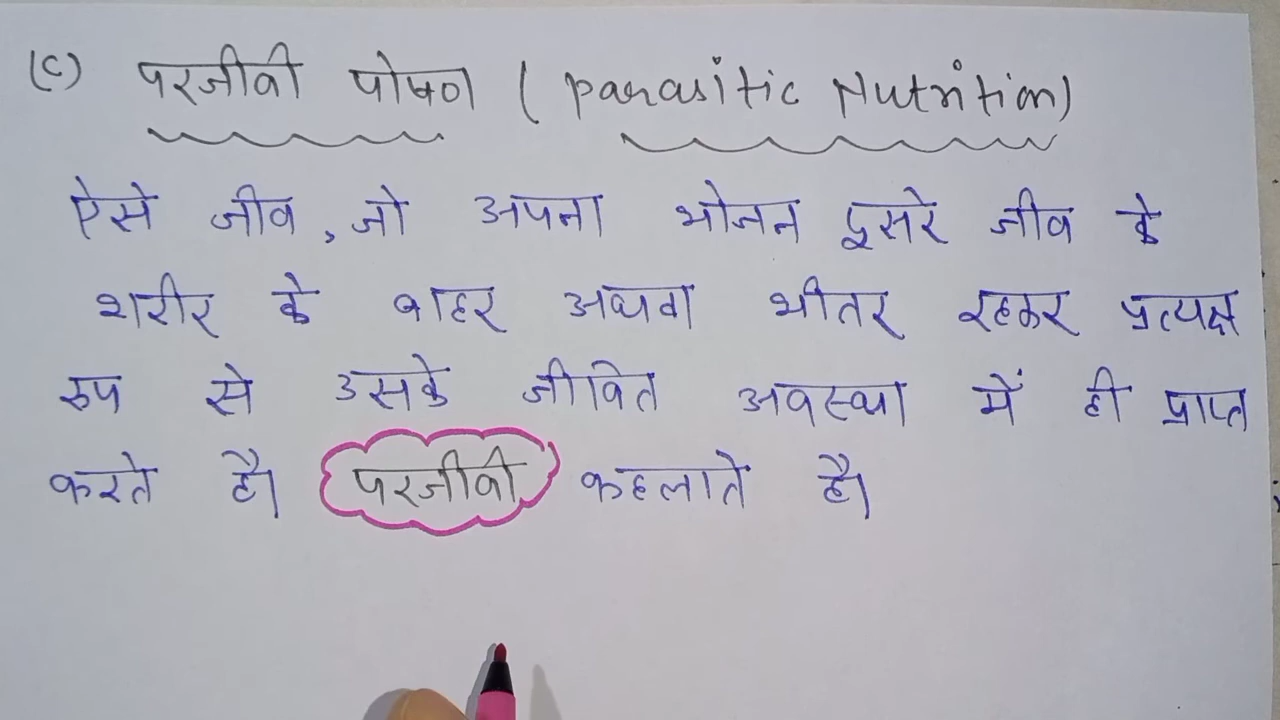 (c) परजीवी पोषण (Parasitic Nutrition)
ऐसे जीव, जो अपना भोजन दूसरे जीव के
शरीर के बाहर अथवा भीतर रहकर प्रत्यक्ष
रुप से उसके जीवित अवस्था में ही प्राप्त
करते है। परजीवी कहलाते है।